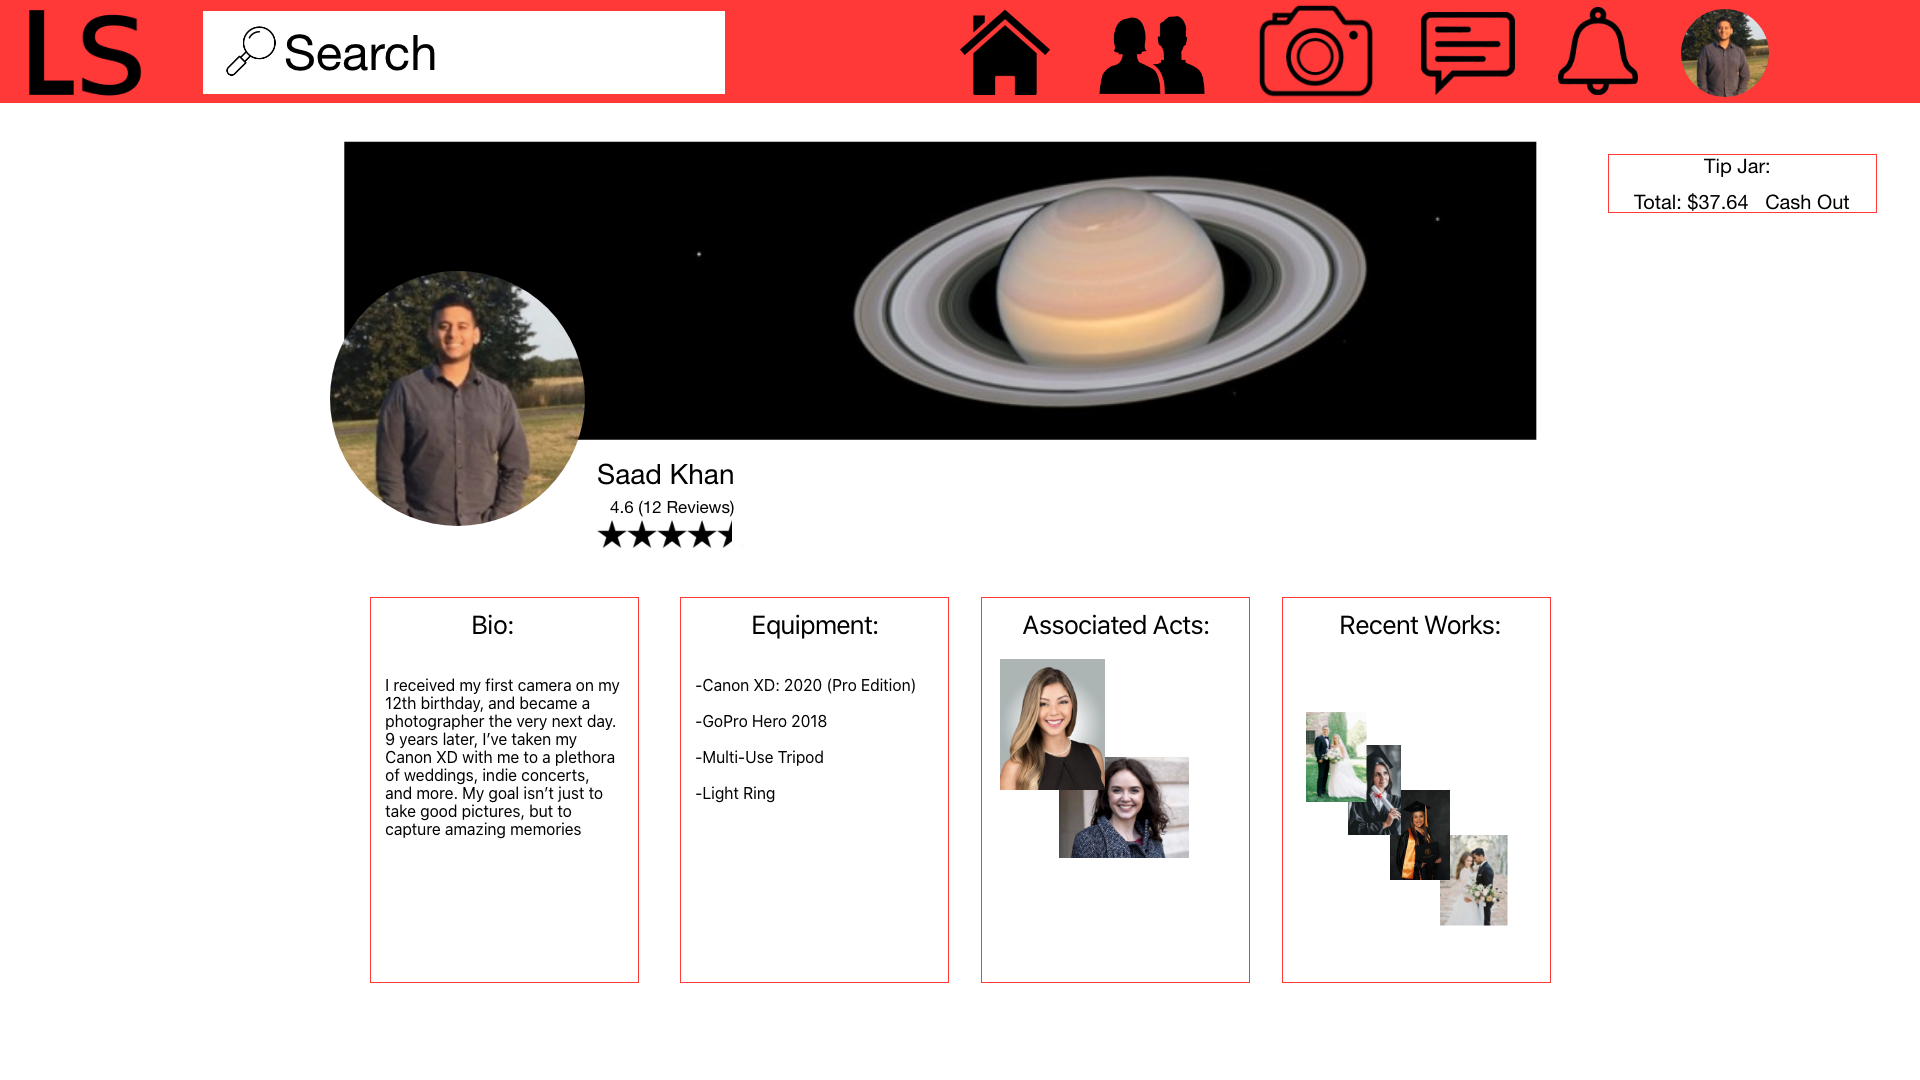 LS
Search
Tip Jar:
Total: $37.64 Cash Out
Saad Khan
4.6 (12 Reviews)
Bio:
I received my first camera on my
12th birthday, and became a
photographer the very next day.
9 years later, I’ve taken my
Canon XD with me to a plethora
of weddings, indie concerts,
and more. My goal isn’t just to
take good pictures, but to
capture amazing memories
Equipment:
-Canon XD: 2020 (Pro Edition)
-GoPro Hero 2018
-Multi-Use Tripod
-Light Ring
Associated Acts:
Recent Works: